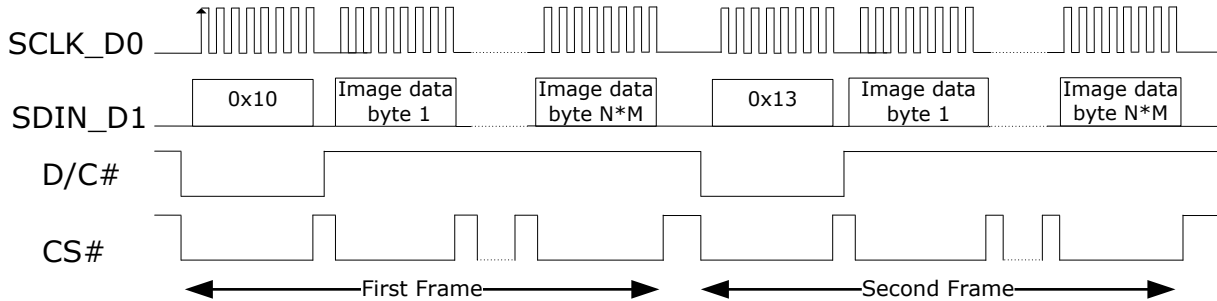 SCLK_D0
SDIN_D1
0x10
Image data
byte 1
Image data
byte N*M
0x13
Image data
byte 1
Image data
byte N*M
D/C#
CS#
First Frame
Second Frame